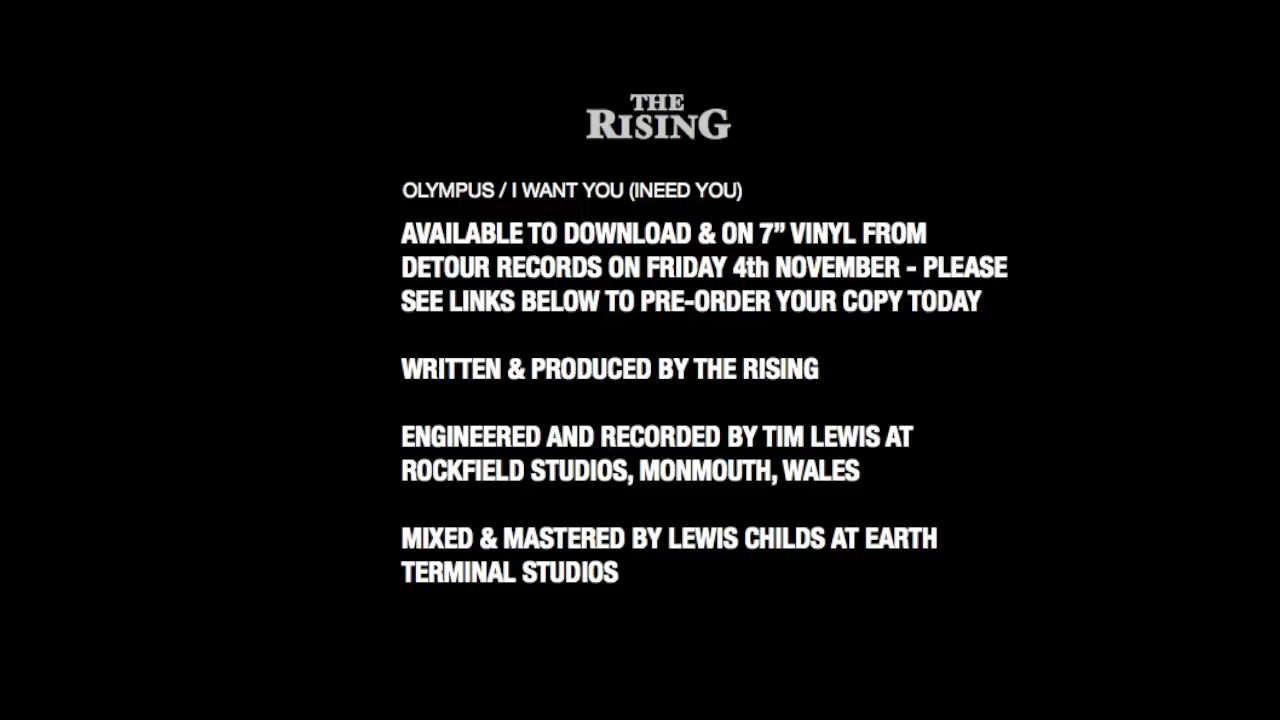 THE
RISING
OLYMPUS / I WANT YOU (INEED YOU)
AVAILABLE TO DOWNLOAD & ON 7” VINYL FROM
DETOUR RECORDS ON FRIDAY 4th NOVEMBER - PLEASE
SEE LINKS BELOW TO PRE-ORDER YOUR COPY TODAY
WRITTEN & PRODUCED BY THE RISING
ENGINEERED AND RECORDED BY TIM LEWIS AT
ROCKFIELD STUDIOS, MONMOUTH, WALES
MIXED & MASTERED BY LEWIS CHILDS AT EARTH
TERMINAL STUDIOS